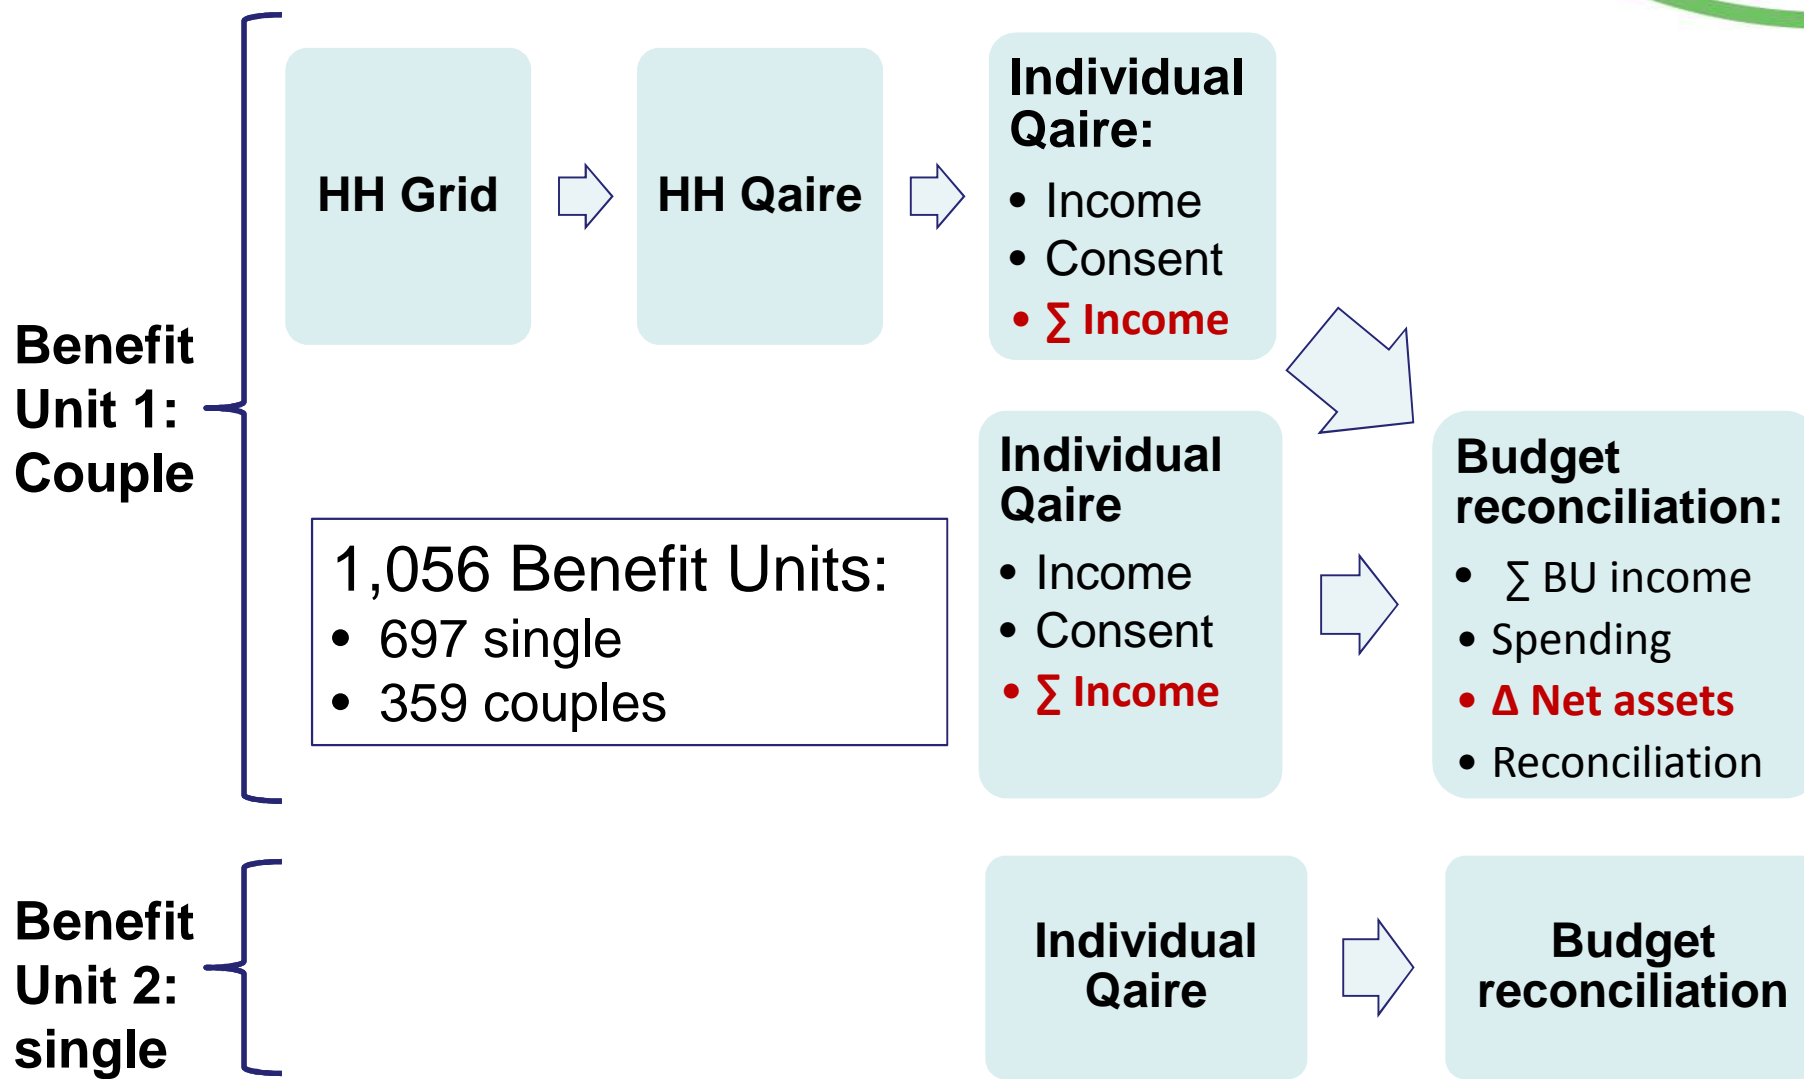 Benefit
Unit 1:
Couple
HH Grid
HH Qaire
Individual
Qaire:
• Income
• Consent
• ∑ Income
1,056 Benefit Units:
• 697 single
• 359 couples
Individual
Qaire
• Income
• Consent
• ∑ Income
Budget
reconciliation:
• ∑ BU income
• Spending
• Δ Net assets
• Reconciliation
Benefit
Unit 2:
single
Individual
Qaire
Budget
reconciliation